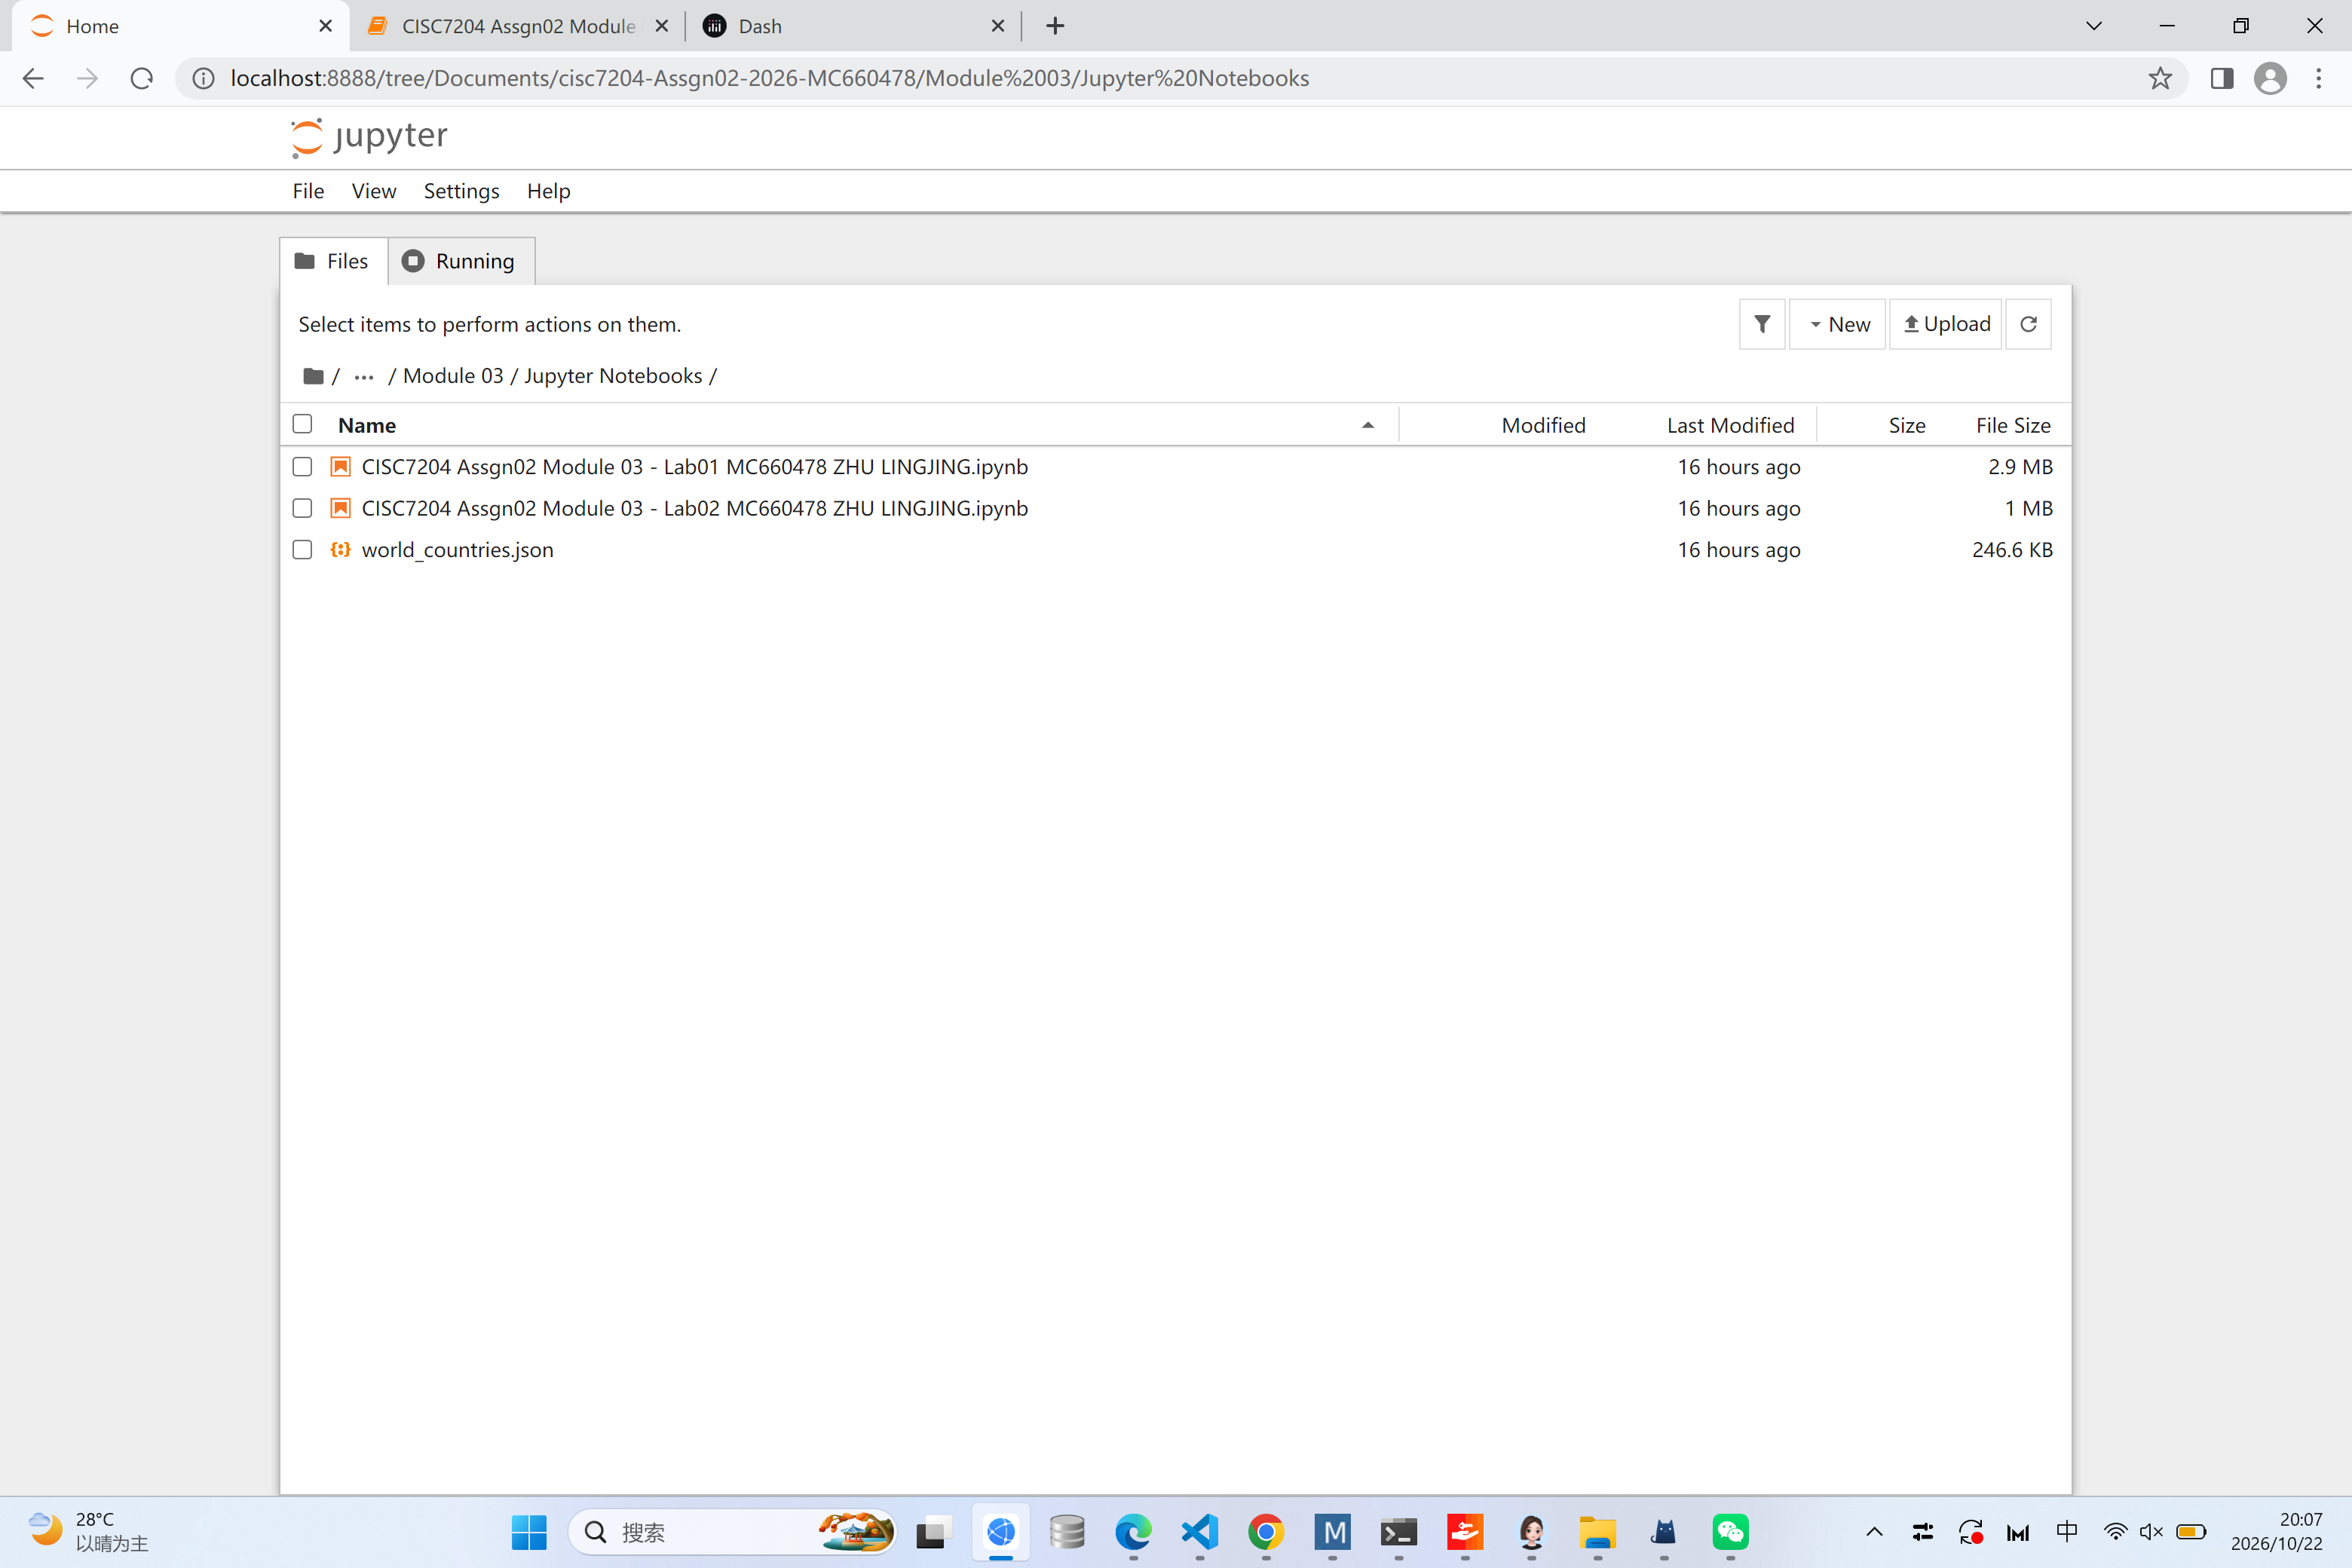 Home
CISC7204 Assgn02 Module
Dash
localhost:8888/tree/Documents/cisc7204-Assgn02-2026-MC660478/Module%2003/Jupyter%20Notebooks
jupyter
File View Settings Help
Files Running
Select items to perform actions on them.
New Upload
/ ··· / Module 03 / Jupyter Notebooks /
Name Modified Last Modified Size File Size
CISC7204 Assgn02 Module 03 - Lab01 MC660478 ZHU LINGJING.ipynb 16 hours ago 2.9 MB
CISC7204 Assgn02 Module 03 - Lab02 MC660478 ZHU LINGJING.ipynb 16 hours ago 1 MB
world_countries.json 16 hours ago 246.6 KB
28°C
以晴为主
搜索
M
中
20:07
2026/10/22